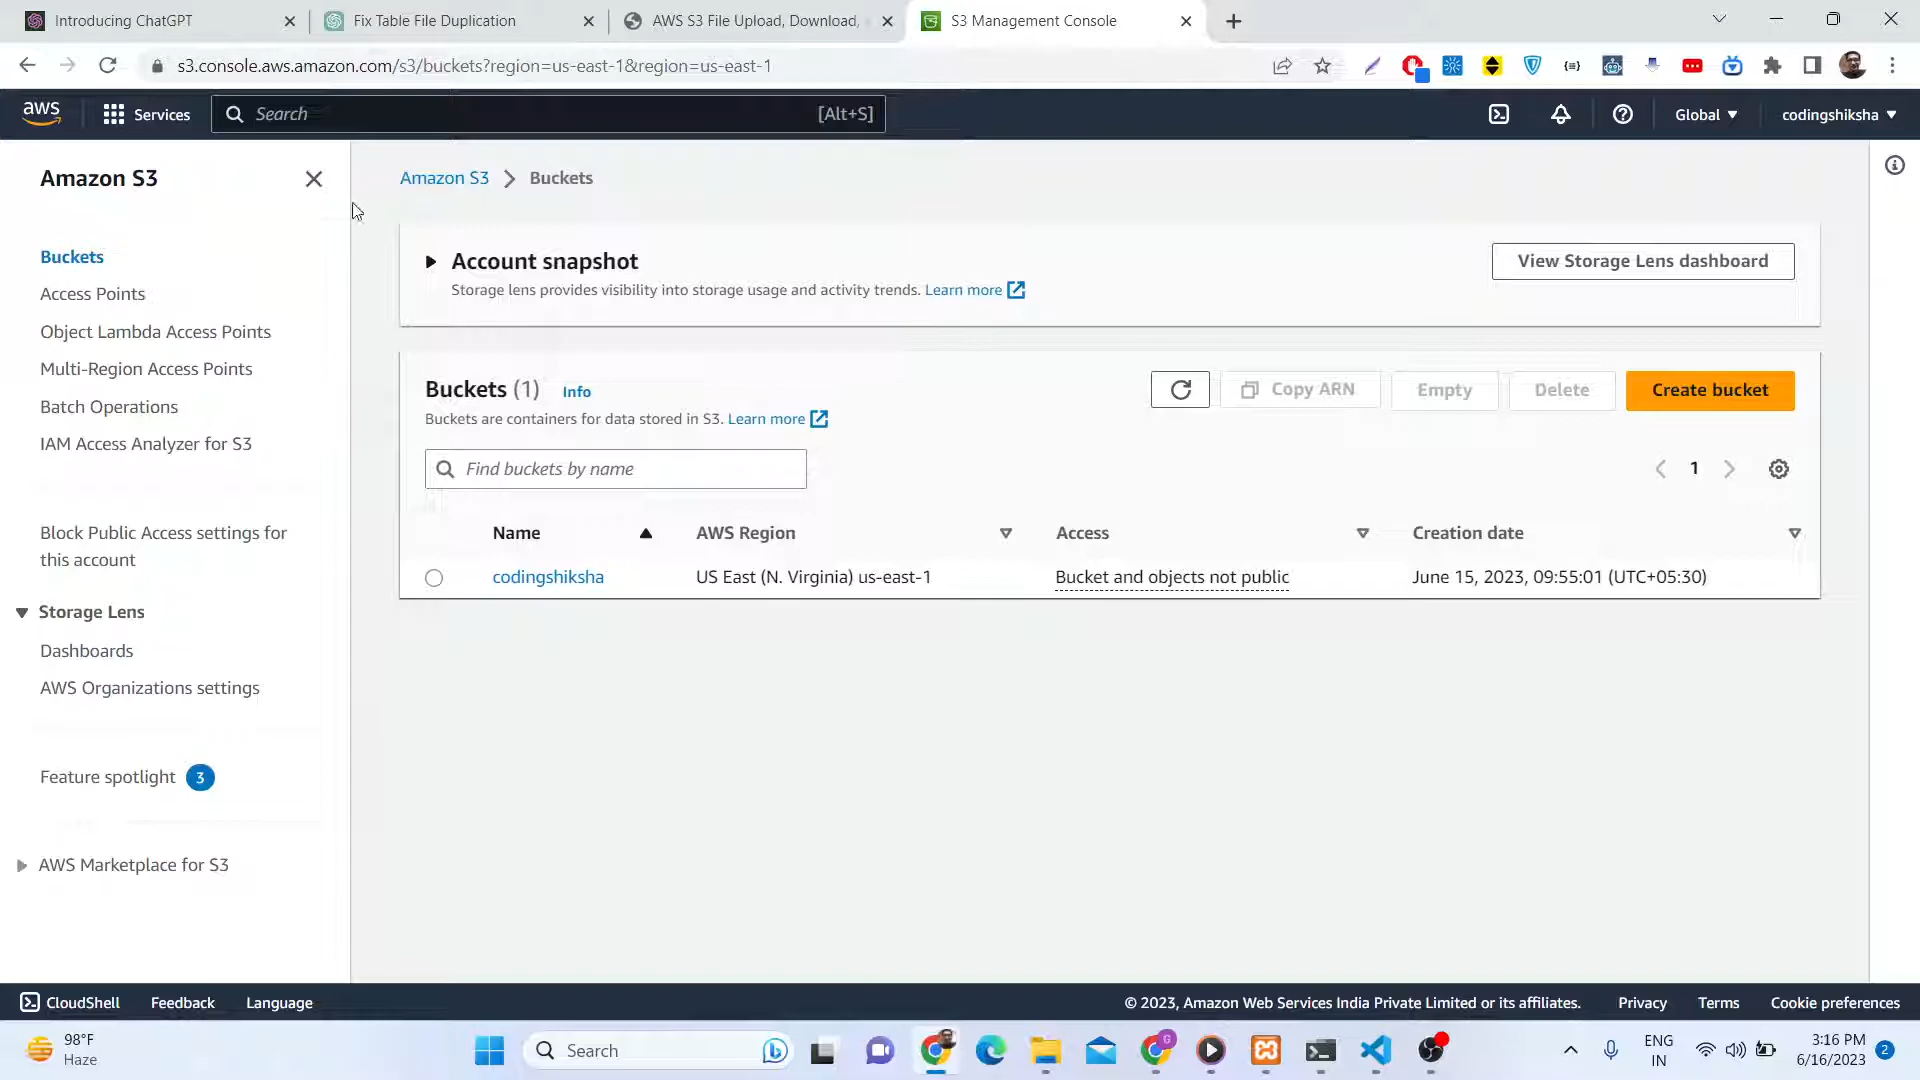 Introducing ChatGPT
Fix Table File Duplication
AWS S3 File Upload, Download,
S3 Management Console
s3.console.aws.amazon.com/s3/buckets?region=us-east-1&region=us-east-1
aws
Services
Search
[Alt+S]
Global
codingshiksha
Amazon S3
Buckets
Access Points
Object Lambda Access Points
Multi-Region Access Points
Batch Operations
IAM Access Analyzer for S3
Block Public Access settings for
this account
Storage Lens
Dashboards
AWS Organizations settings
Feature spotlight 3
AWS Marketplace for S3
Amazon S3 > Buckets
Account snapshot
Storage lens provides visibility into storage usage and activity trends. Learn more
View Storage Lens dashboard
Buckets (1) Info
Buckets are containers for data stored in S3. Learn more
Copy ARN
Empty
Delete
Create bucket
Find buckets by name
1
Name AWS Region Access Creation date
codingshiksha US East (N. Virginia) us-east-1 Bucket and objects not public June 15, 2023, 09:55:01 (UTC+05:30)
CloudShell Feedback Language
© 2023, Amazon Web Services India Private Limited or its affiliates. Privacy Terms Cookie preferences
98°F
Haze
Search
G
ENG
IN
3:16 PM
6/16/2023
2